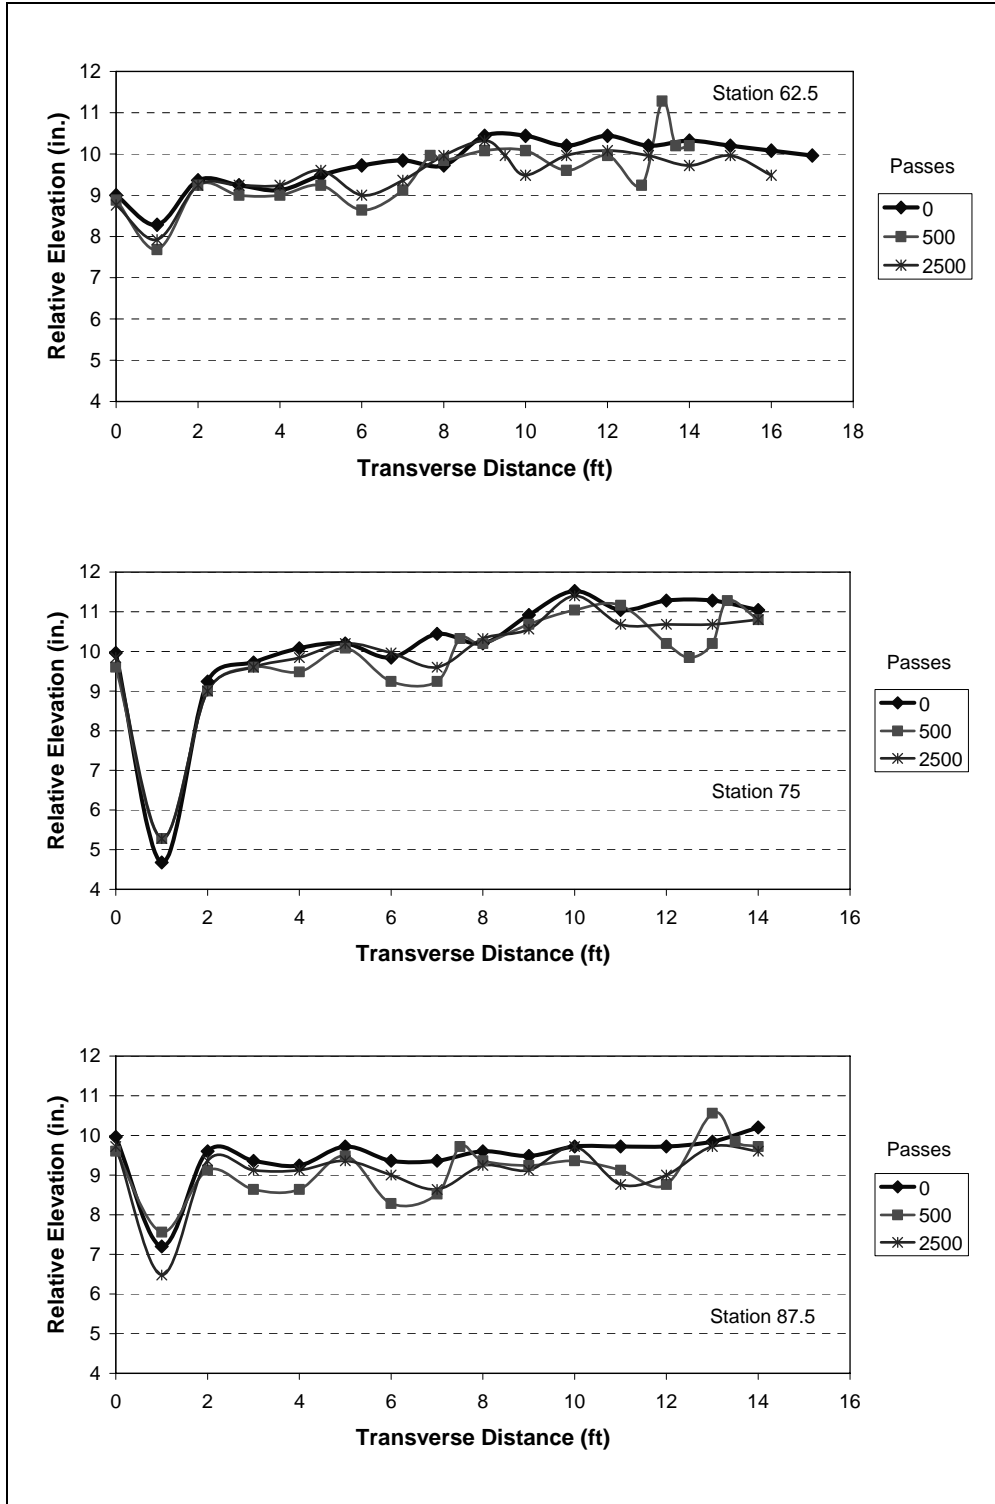 12
11
10
9
8
7
6
5
4
Relative Elevation (in.)
Station 62.5
0 2 4 6 8 10 12 14 16 18
Transverse Distance (ft)
Passes
0
500
2500
12
11
10
9
8
7
6
5
4
Relative Elevation (in.)
Station 75
0 2 4 6 8 10 12 14 16
Transverse Distance (ft)
Passes
0
500
2500
12
11
10
9
8
7
6
5
4
Relative Elevation (in.)
Station 87.5
0 2 4 6 8 10 12 14 16
Transverse Distance (ft)
Passes
0
500
2500